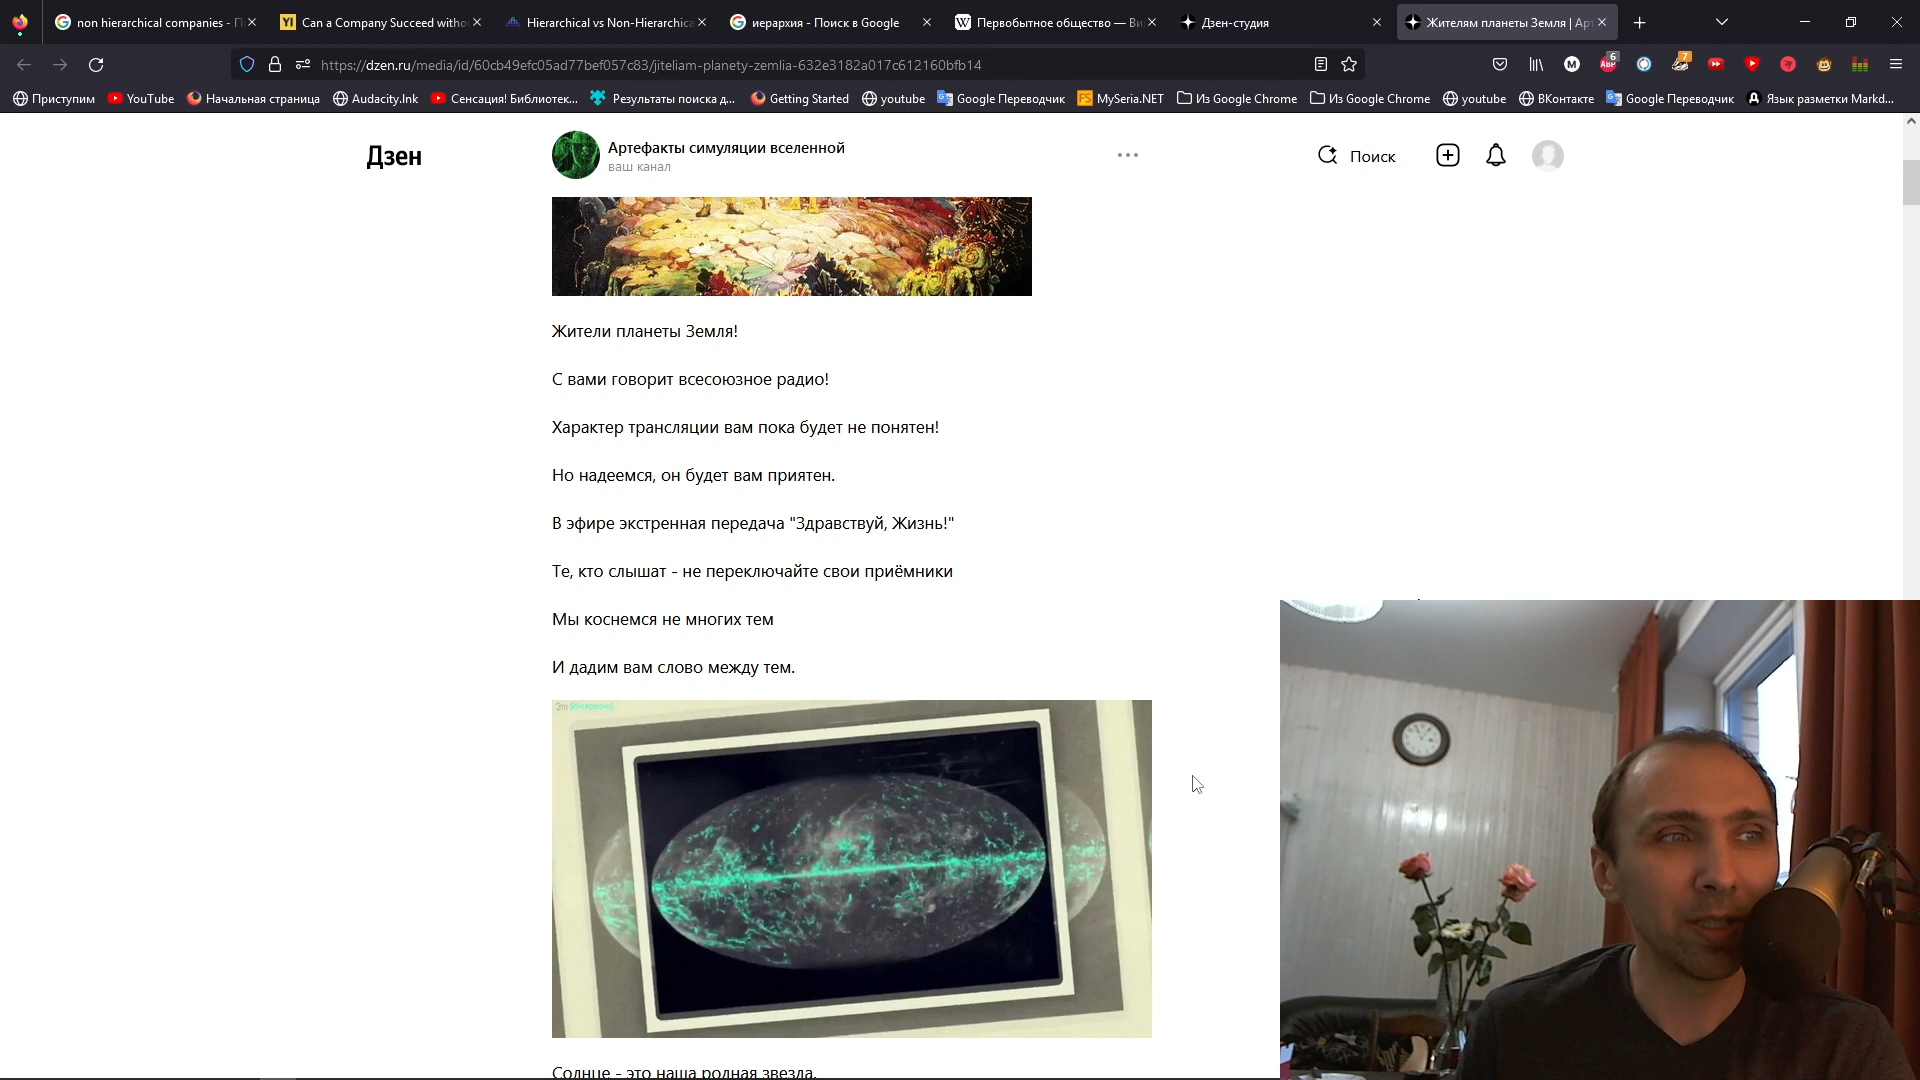 non hierarchical companies - П
Can a Company Succeed witho
Hierarchical vs Non-Hierarchica
иерархия - Поиск в Google
Первобытное общество — Ви
Дзен-студия
Жителям планеты Земля | Арт
https://dzen.ru/media/id/60cb49efc05ad77bef057c83/jiteliam-planety-zemlia-632e3182a017c612160bfb14
6
7
Приступим
YouTube
Начальная страница
Audacity.lnk
Сенсация! Библиотек...
Результаты поиска д...
Getting Started
youtube
Google Переводчик
MySeria.NET
Из Google Chrome
Из Google Chrome
youtube
ВКонтакте
Google Переводчик
Язык разметки Markd...
Дзен
Артефакты симуляции вселенной
ваш канал
Поиск
Жители планеты Земля!
С вами говорит всесоюзное радио!
Характер трансляции вам пока будет не понятен!
Но надеемся, он будет вам приятен.
В эфире экстренная передача "Здравствуй, Жизнь!"
Те, кто слышат - не переключайте свои приёмники
Мы коснемся не многих тем
И дадим вам слово между тем.
Это [Интересно]
Солнце - это наша родная звезда.